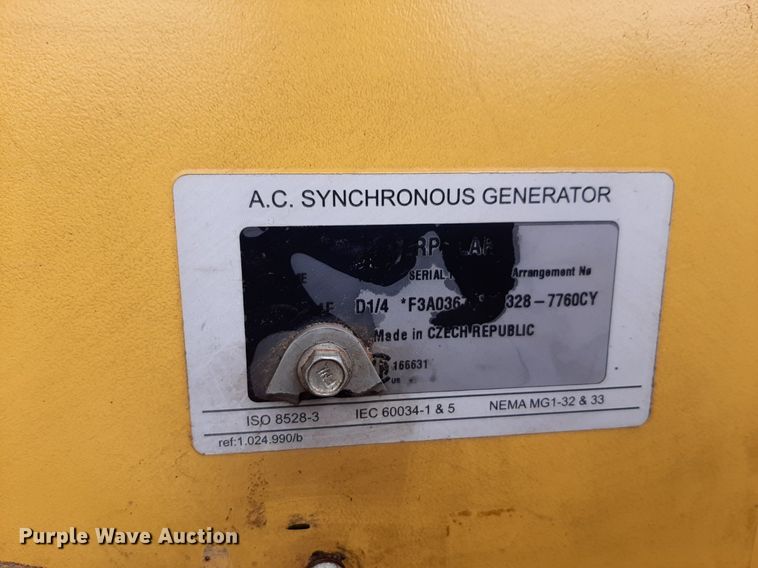 A.C. SYNCHRONOUS GENERATOR
SERIAL Arrangement No
D1/4 *F3A036 328-7760CY
Made in CZECH REPUBLIC
166631
US
ISO 8528-3 IEC 60034-1 & 5 NEMA MG1-32 & 33
ref:1.024.990/b
Purple Wave Auction